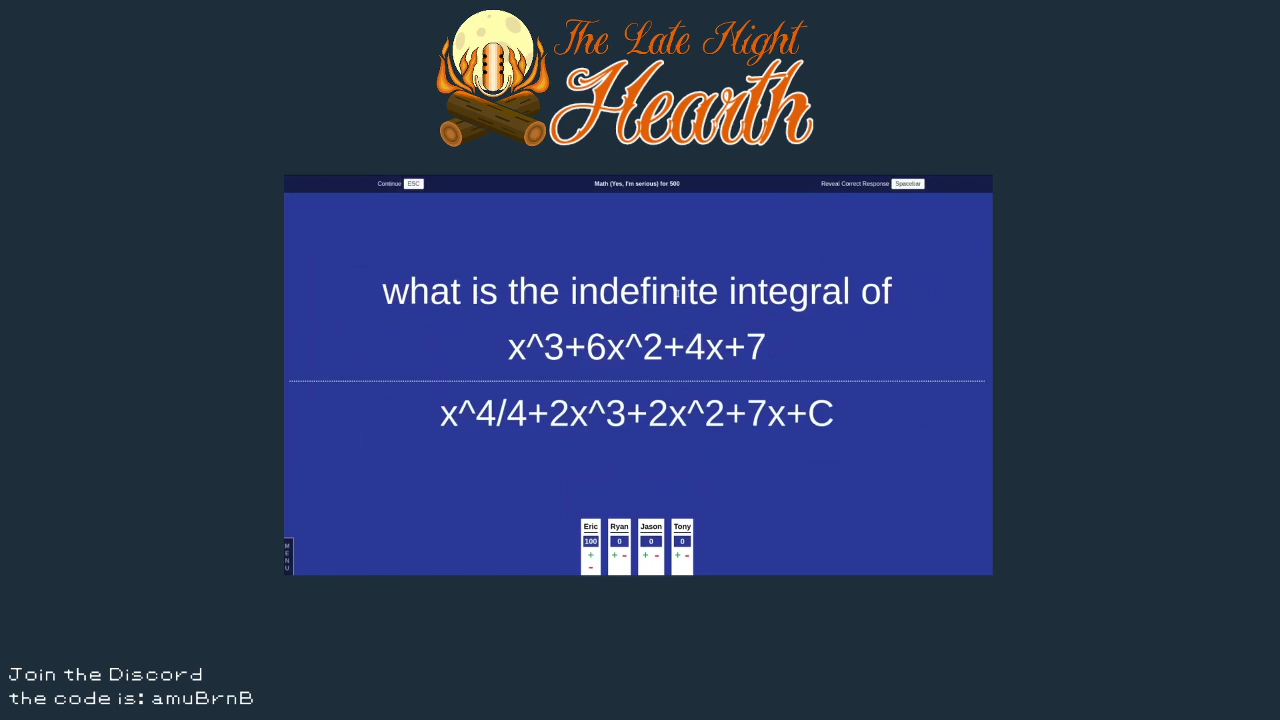 The Late Night
Hearth
Continue ESC
Math (Yes, I'm serious) for 500
Reveal Correct Response Spacebar
what is the indefinite integral of
x^3+6x^2+4x+7
x^4/4+2x^3+2x^2+7x+C
Eric Ryan Jason Tony
100 0 0 0
+ + - + - + -
-
MENU
Join the Discord
the code is: amuBrnB